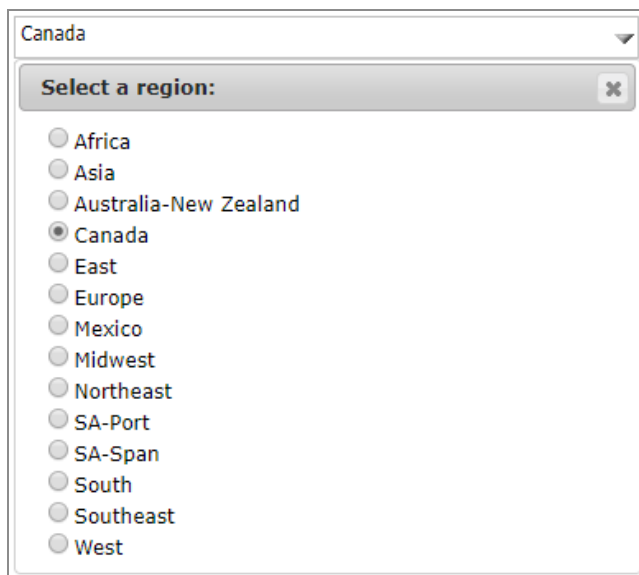 Canada
Select a region:
Africa
Asia
Australia-New Zealand
Canada
East
Europe
Mexico
Midwest
Northeast
SA-Port
SA-Span
South
Southeast
West